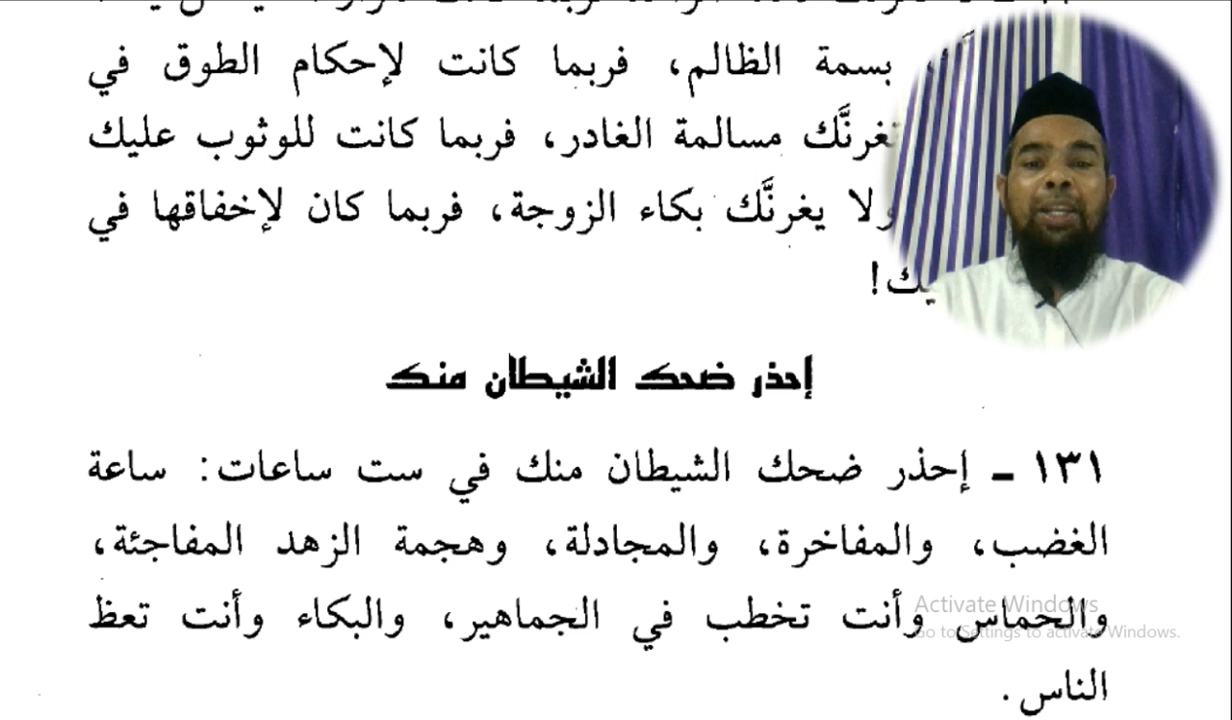 بسمة الظالم، فربما كانت لإحكام الطوق في
تغرنَّك مسالمة الغادر، فربما كانت للوثوب عليك
ولا يغرنَّك بكاء الزوجة، فربما كان لإخفاقها في
إحذر ضحك الشيطان منك
١٣١ ـ إحذر ضحك الشيطان منك في ست ساعات: ساعة
الغضب، والمفاخرة، والمجادلة، وهجمة الزهد المفاجئة،
والحماس وأنت تخطب في الجماهير، والبكاء وأنت تعظ
الناس.
Activate Windows
Go to Settings to activate Windows.